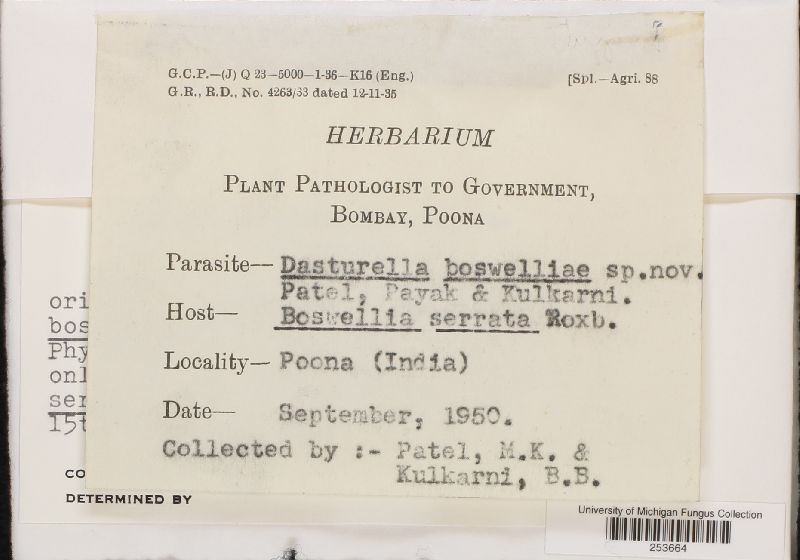 G.C.P.—(J) Q 23—5000—1-36—K16 (Eng.)
[Spl.—Agri. 88
G.R., R.D., No. 4263/33 dated 12-11-35
HERBARIUM
PLANT PATHOLOGIST TO GOVERNMENT,
BOMBAY, POONA
Parasite— Dasturella boswelliae sp.nov.
Patel, Payak & Kulkarni.
Host— Boswellia serrata Roxb.
Locality— Poona (India)
Date— September, 1950.
Collected by :- Patel, M.K. &
Kulkarni, B.B.
ori
bos
Phy
onl
ser
15t
CO
DETERMINED BY
University of Michigan Fungus Collection
253664